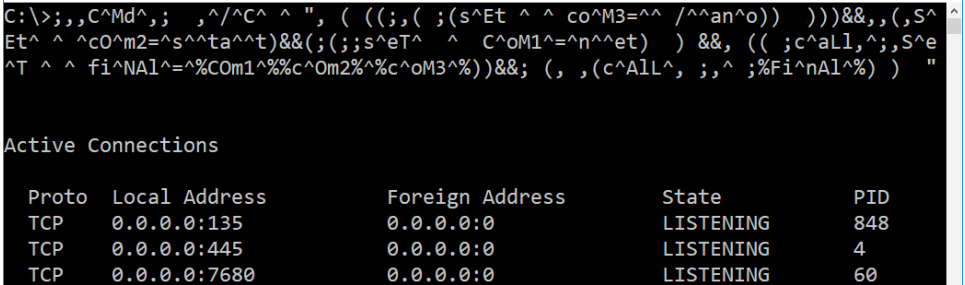 C:\>;,,C^Md^,;  ,^/^C^ ^ ", ( ((;,( ;(s^Et ^ ^ co^M3=^^ /^^an^o))  )))&&,,(,S^
Et^ ^ ^cO^m2=^s^^ta^^t)&&(;(;;s^eT^  ^  C^oM1^=^n^^et)  ) &&, (( ;c^aLl,^;,S^e
^T ^ ^ fi^NAl^=^%COm1^%%c^Om2%^%c^oM3^%))&&; (, ,(c^AlL^, ;,^ ;%Fi^nAl^%) )  "
Active Connections
Proto  Local Address          Foreign Address        State           PID
TCP    0.0.0.0:135            0.0.0.0:0              LISTENING       848
TCP    0.0.0.0:445            0.0.0.0:0              LISTENING       4
TCP    0.0.0.0:7680           0.0.0.0:0              LISTENING       60